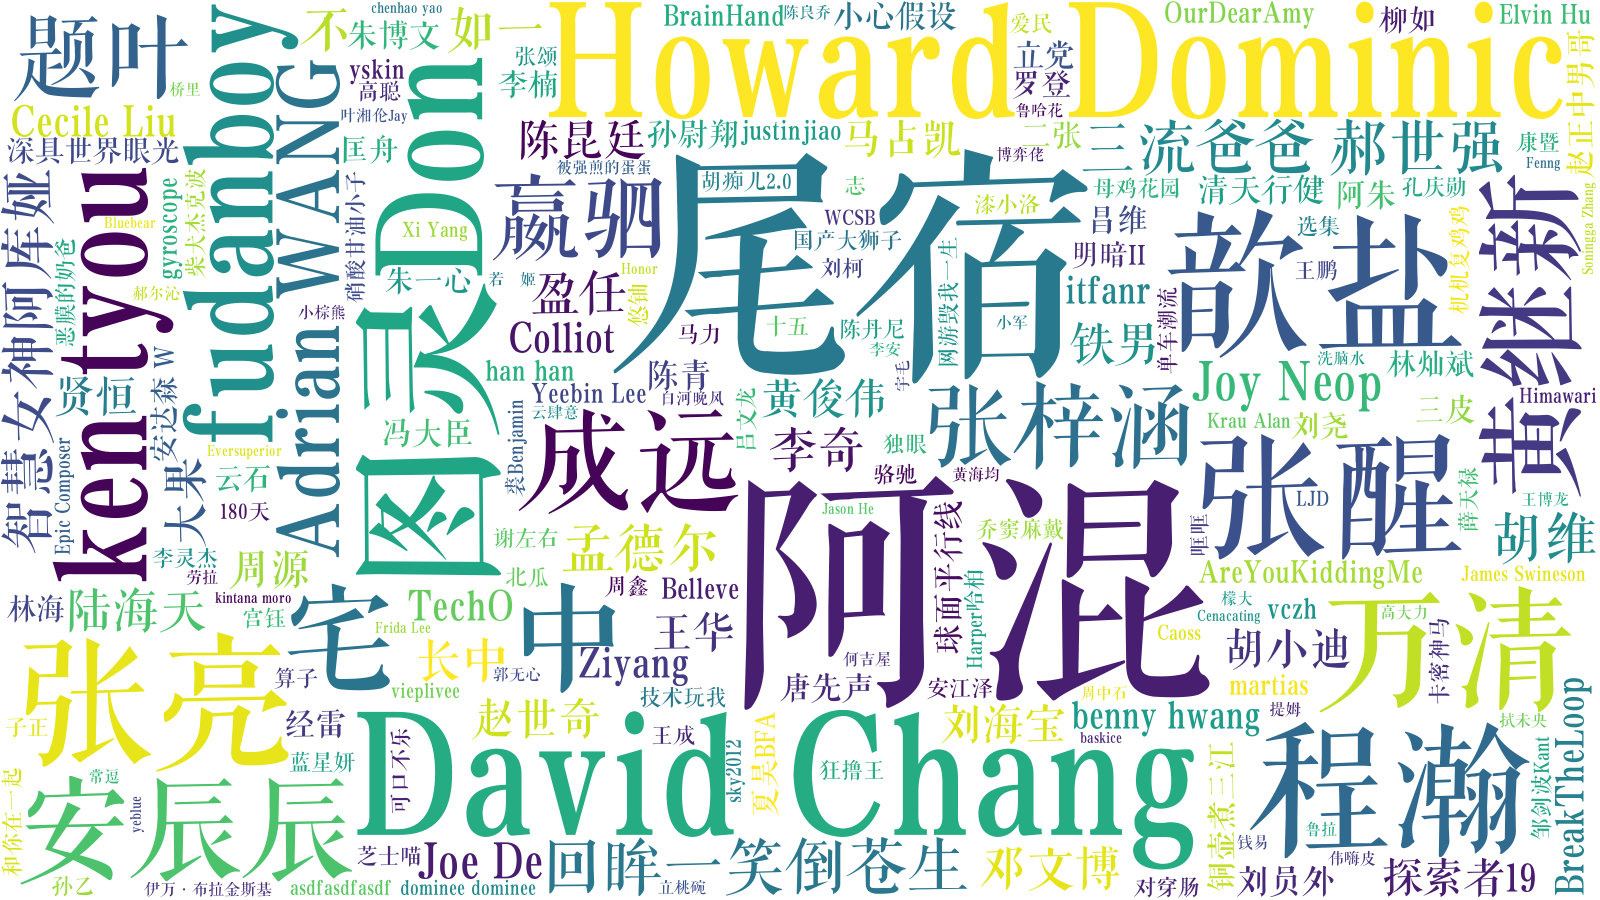 题叶
桥里
Cecile Liu
深具世界眼光
fudanboy
Adrian WANG
不
chenhao yao
朱博文
如一
yskin
高聪
叶湘伦Jay
匡舟
图灵Don
张颂
李楠
BrainHand
陈良乔
小心假设
爱民
立党
罗登
鲁哈花
OurDearAmy
柳如
Elvin Hu
Howard Dominic
赵正中男哥
陈昆廷
孙尉翔
justinjiao
马占凯
二张
博弈佬
三流爸爸
郝世强
康暨
Fenng
Soningga Zhang
被强煎的蛋蛋
胡痴儿2.0
志
漆小洛
母鸡花园
清天行健
阿朱
孔庆勋
智慧女神阿库娅
恶膜的奶爸
kentyou
Bluebear
gyroscope
柴犬杰克波
郝尔沁
硝酸甘油小子
小棕熊
Xi Yang
朱一心
若
姬
嬴驷
尾宿
WCSB
国产大狮子
刘柯
昌维
明暗II
itfanr
歆盐
选集
王鹏
机机复鸡鸡
黄继新
Honor
悠铀
盈任
Colliot
马力
十五
陈丹尼
李安
宇毛
网游毁我一生
小军
铁男
单车潮流
洗脑水
林灿斌
Himawari
han han
Yeebin Lee
云肆意
陈青
白河晚风
吕文龙
黄俊伟
独眼
张梓涵
Joy Neop
Krau Alan
刘尧
三皮
贤恒
安达森 W
Eversuperior
冯大臣
裘Benjamin
成远
李奇
骆驰
黄海均
张醒
LJD
薛天禄
王博龙
胡维
Epic Composer
大果
云石
180天
李灵杰
劳拉
周源
谢左右
北瓜
孟德尔
周鑫
Belleve
阿混
Jason He
球面平行线
乔窦麻戴
哐哐
AreYouKiddingMe
James Swineson
林海
陆海天
kintana moro
宫钰
宅
Frida Lee
TechO
中
王华
Ziyang
Harper哈柏
檬大
Cenacating
vczh
Caoss
万清
高大力
胡小迪
卡密神马
张亮
子正
算子
经雷
蓝星妍
长中
郭无心
vieplivee
赵世奇
技术玩我
王成
何吉屋
唐先声
安江泽
周中石
刘海宝
benny hwang
baskice
martias
提姆
拭未央
BreakTheLoop
邹剑波Kant
可口不乐
David Chang
sky2012
夏昊BFA
狂撸王
铜壶煮三江
程瀚
钱易
鲁拉
伟嗨皮
和你在一起
常逗
安辰辰
yeblue
孙乙
伊万·布拉金斯基
asdfasdfasdf
芝士喵
Joe De
dominee dominee
回眸一笑倒苍生
立桃碗
邓文博
对穿肠
刘员外
探索者19